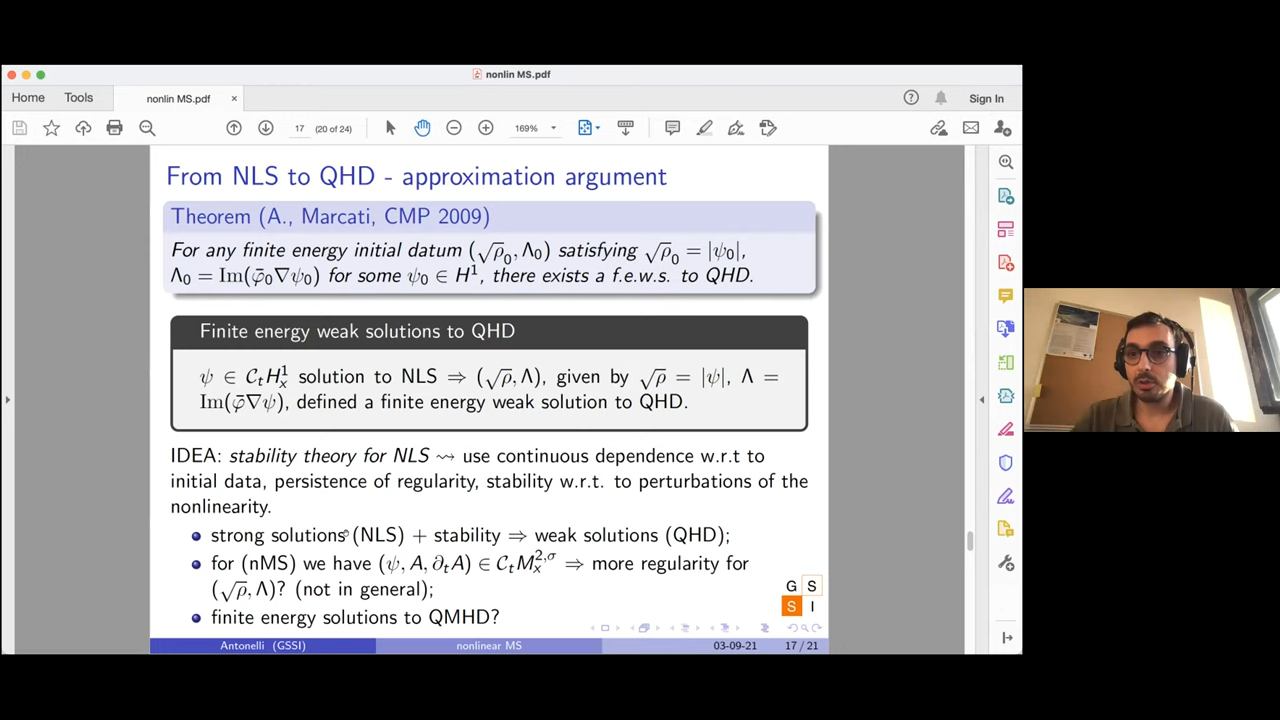 nonlin MS.pdf
Home Tools nonlin MS.pdf × Sign In
17 (20 of 24) 169%
From NLS to QHD - approximation argument
Theorem (A., Marcati, CMP 2009)
For any finite energy initial datum (√ρ₀, Λ₀) satisfying √ρ₀ = |ψ₀|,
Λ₀ = Im(φ̄₀∇ψ₀) for some ψ₀ ∈ H¹, there exists a f.e.w.s. to QHD.
Finite energy weak solutions to QHD
ψ ∈ 𝒞ₜHₓ¹ solution to NLS ⇒ (√ρ, Λ), given by √ρ = |ψ|, Λ =
Im(φ̄∇ψ), defined a finite energy weak solution to QHD.
IDEA: stability theory for NLS ⇝ use continuous dependence w.r.t to
initial data, persistence of regularity, stability w.r.t. to perturbations of the
nonlinearity.
• strong solutions (NLS) + stability ⇒ weak solutions (QHD);
• for (nMS) we have (ψ, A, ∂ₜA) ∈ 𝒞ₜMₓ^{2,σ} ⇒ more regularity for
(√ρ, Λ)? (not in general);
• finite energy solutions to QMHD?
G S
S I
Antonelli (GSSI) nonlinear MS 03-09-21 17 / 21